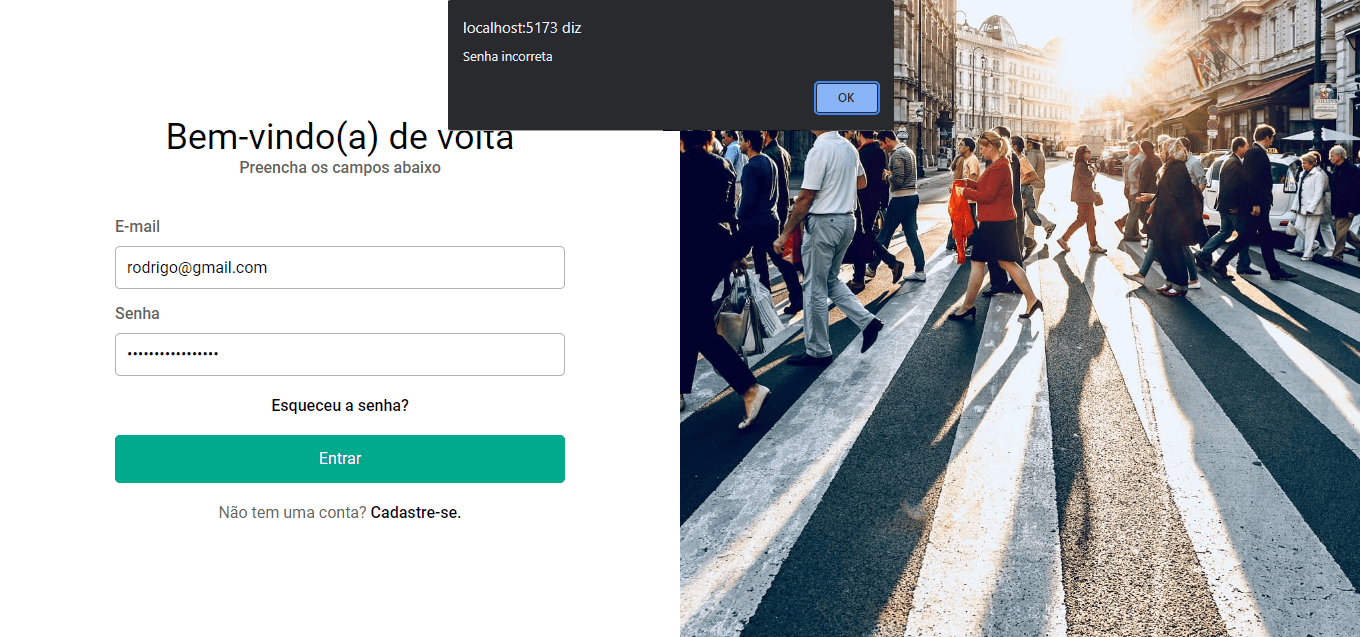 localhost:5173 diz
Senha incorreta
OK
Bem-vindo(a) de volta
Preencha os campos abaixo
E-mail
rodrigo@gmail.com
Senha
•••••••••••••••••
Esqueceu a senha?
Entrar
Não tem uma conta? Cadastre-se.